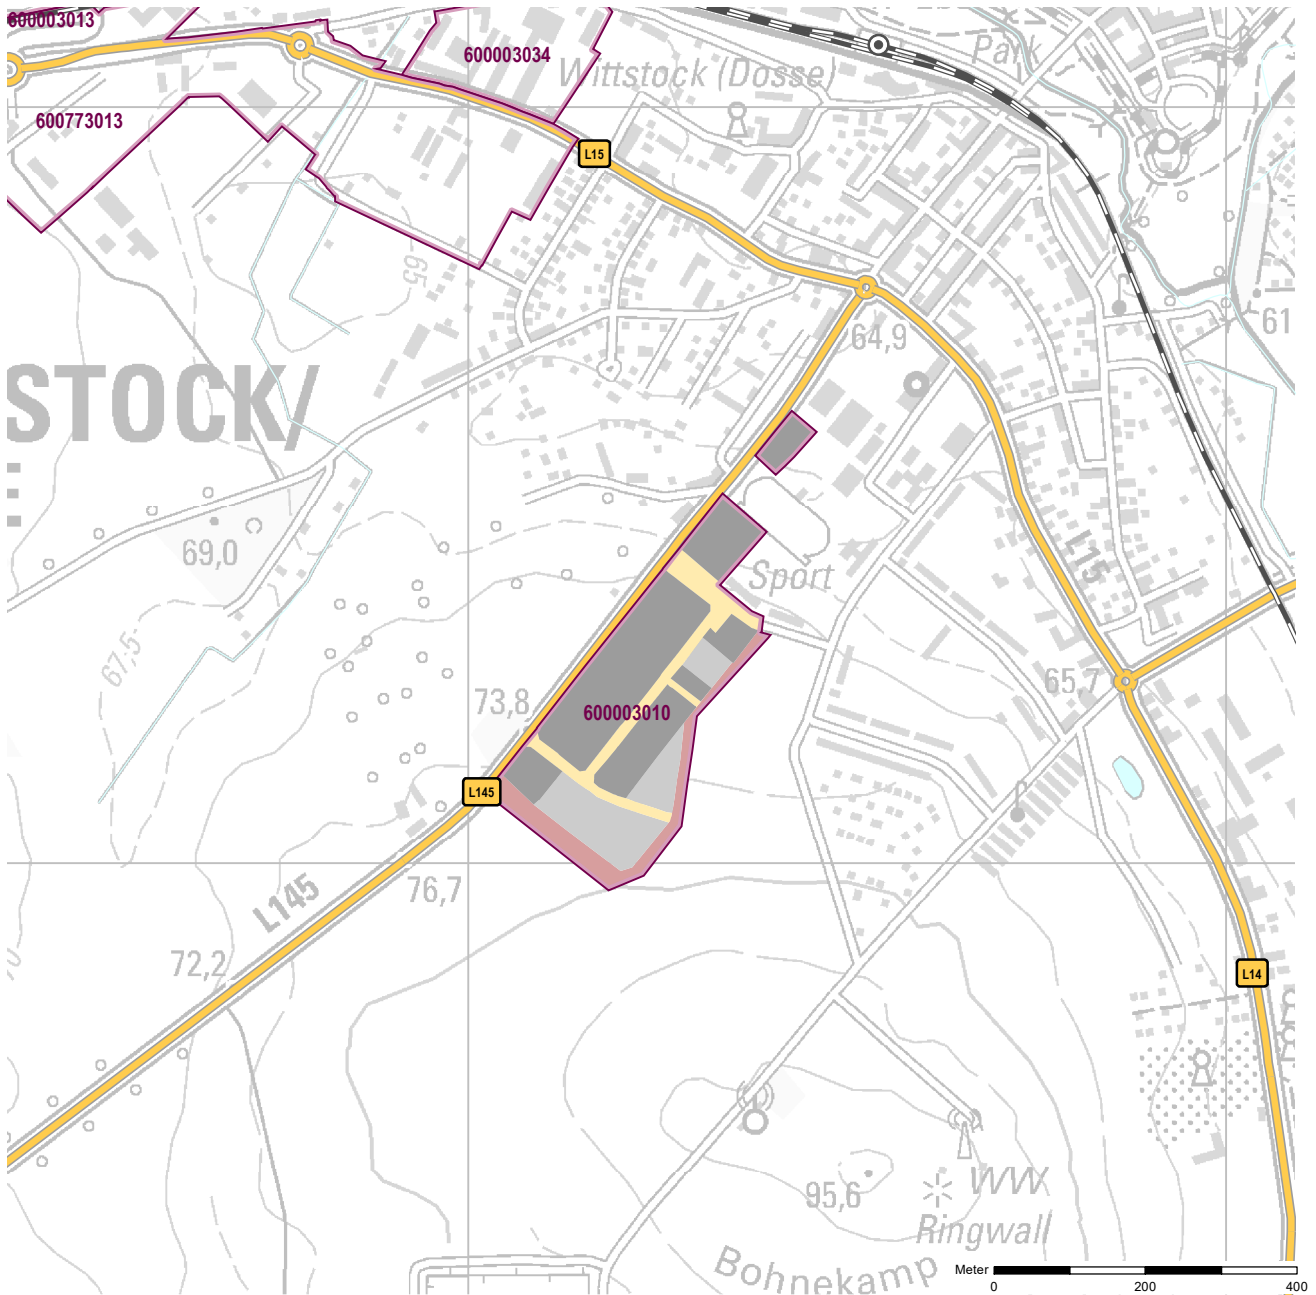 600003013
600003034
Park
Wittstock (Dosse
600773013
L15
65
61
64,9
STOCK/
L15
69,0
Sport
67,5
65,7
73,8
600003010
L145
76,7
L145
72,2
L14
95,6
WW
Ringwall
Bohnekamp
Meter
0 200 400